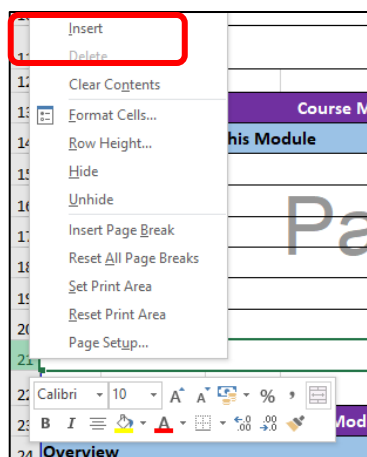 Insert
11 Delete
12 Clear Contents
13 Format Cells... Course M
14 Row Height... his Module
15 Hide
16 Unhide Pa
17 Insert Page Break
18 Reset All Page Breaks
19 Set Print Area
20 Reset Print Area
Page Setup...
21
22 Calibri 10 A A % ,
23 B I A .00 .00 Mod
24 Overview